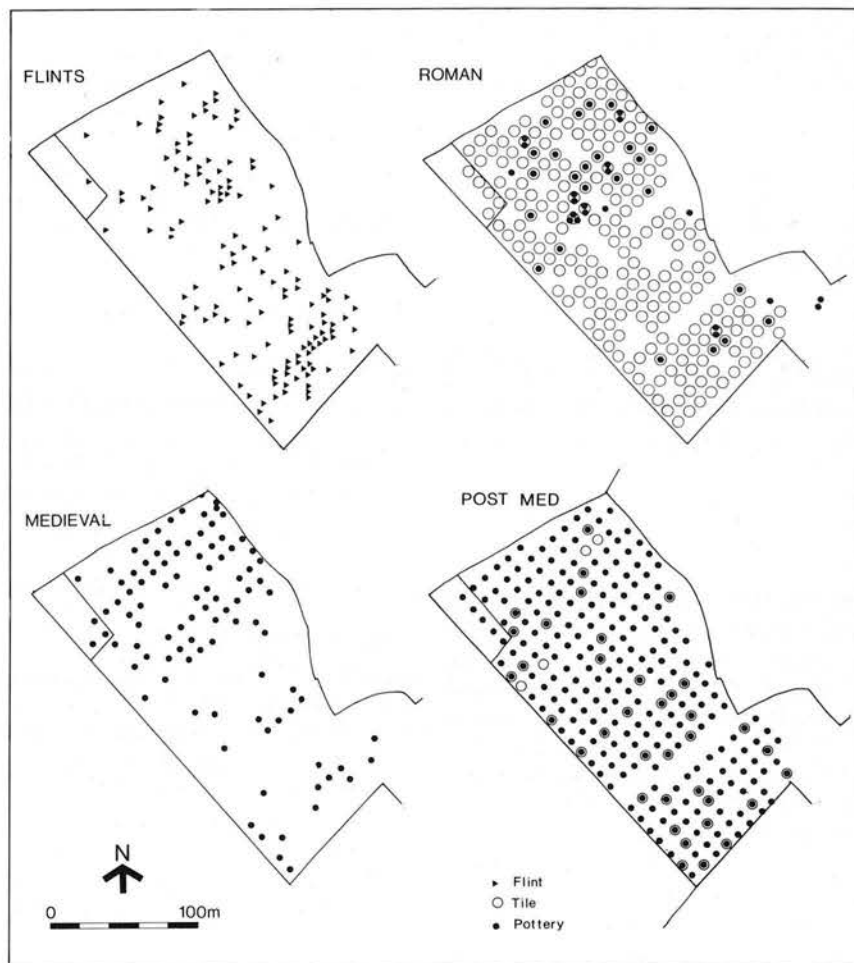 FLINTS
ROMAN
MEDIEVAL
POST MED
N
0 100m
Flint
Tile
Pottery